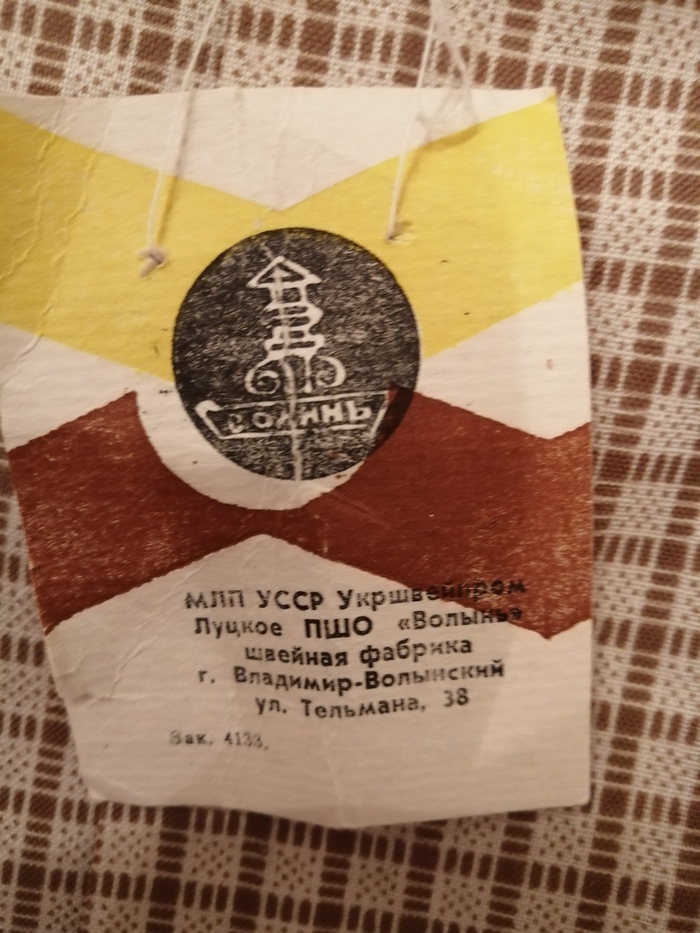 ВОЛИНЬ
МЛП УССР Укршвейпром
Луцкое ПШО «Волынь»
швейная фабрика
г. Владимир-Волынский
ул. Тельмана, 38
Зак. 4133.